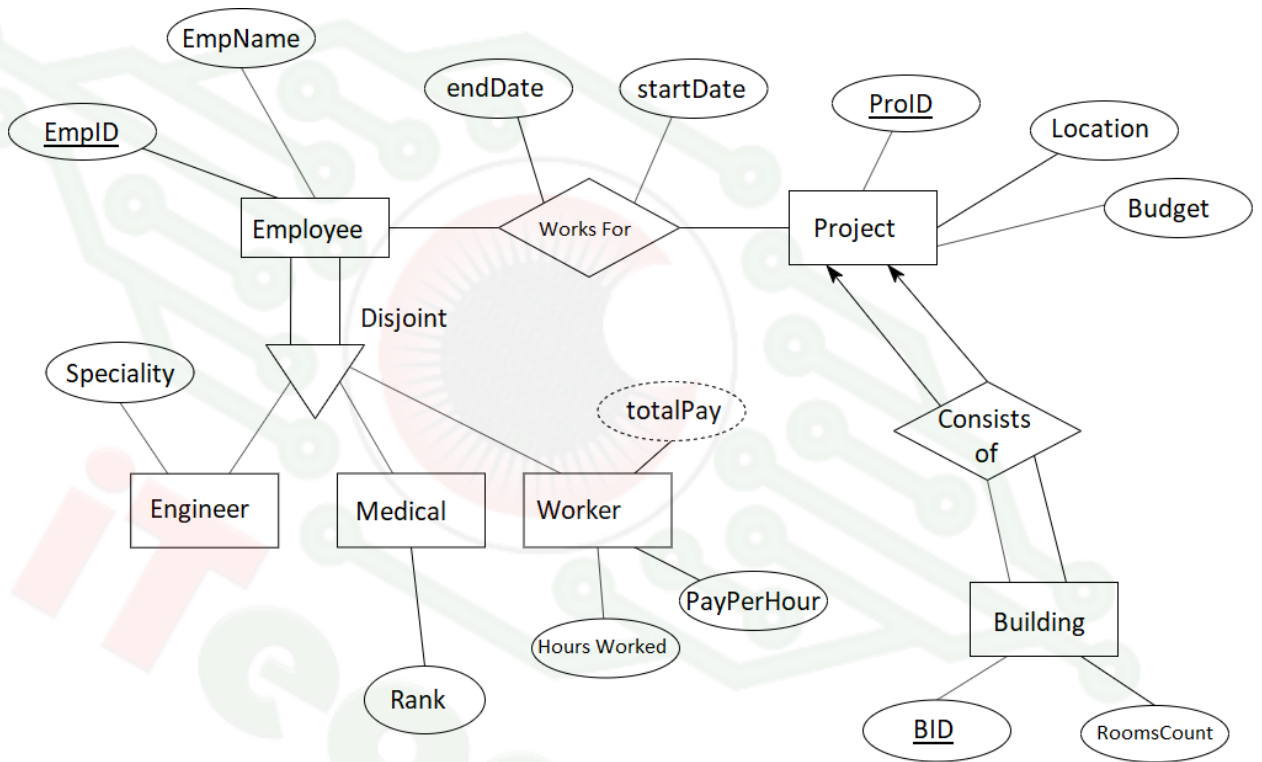 EmpName
endDate
startDate
ProID
EmpID
Location
Budget
Employee
Works For
Project
Disjoint
Speciality
totalPay
Consists
of
Engineer
Medical
Worker
PayPerHour
Building
Hours Worked
Rank
BID
RoomsCount
iTe